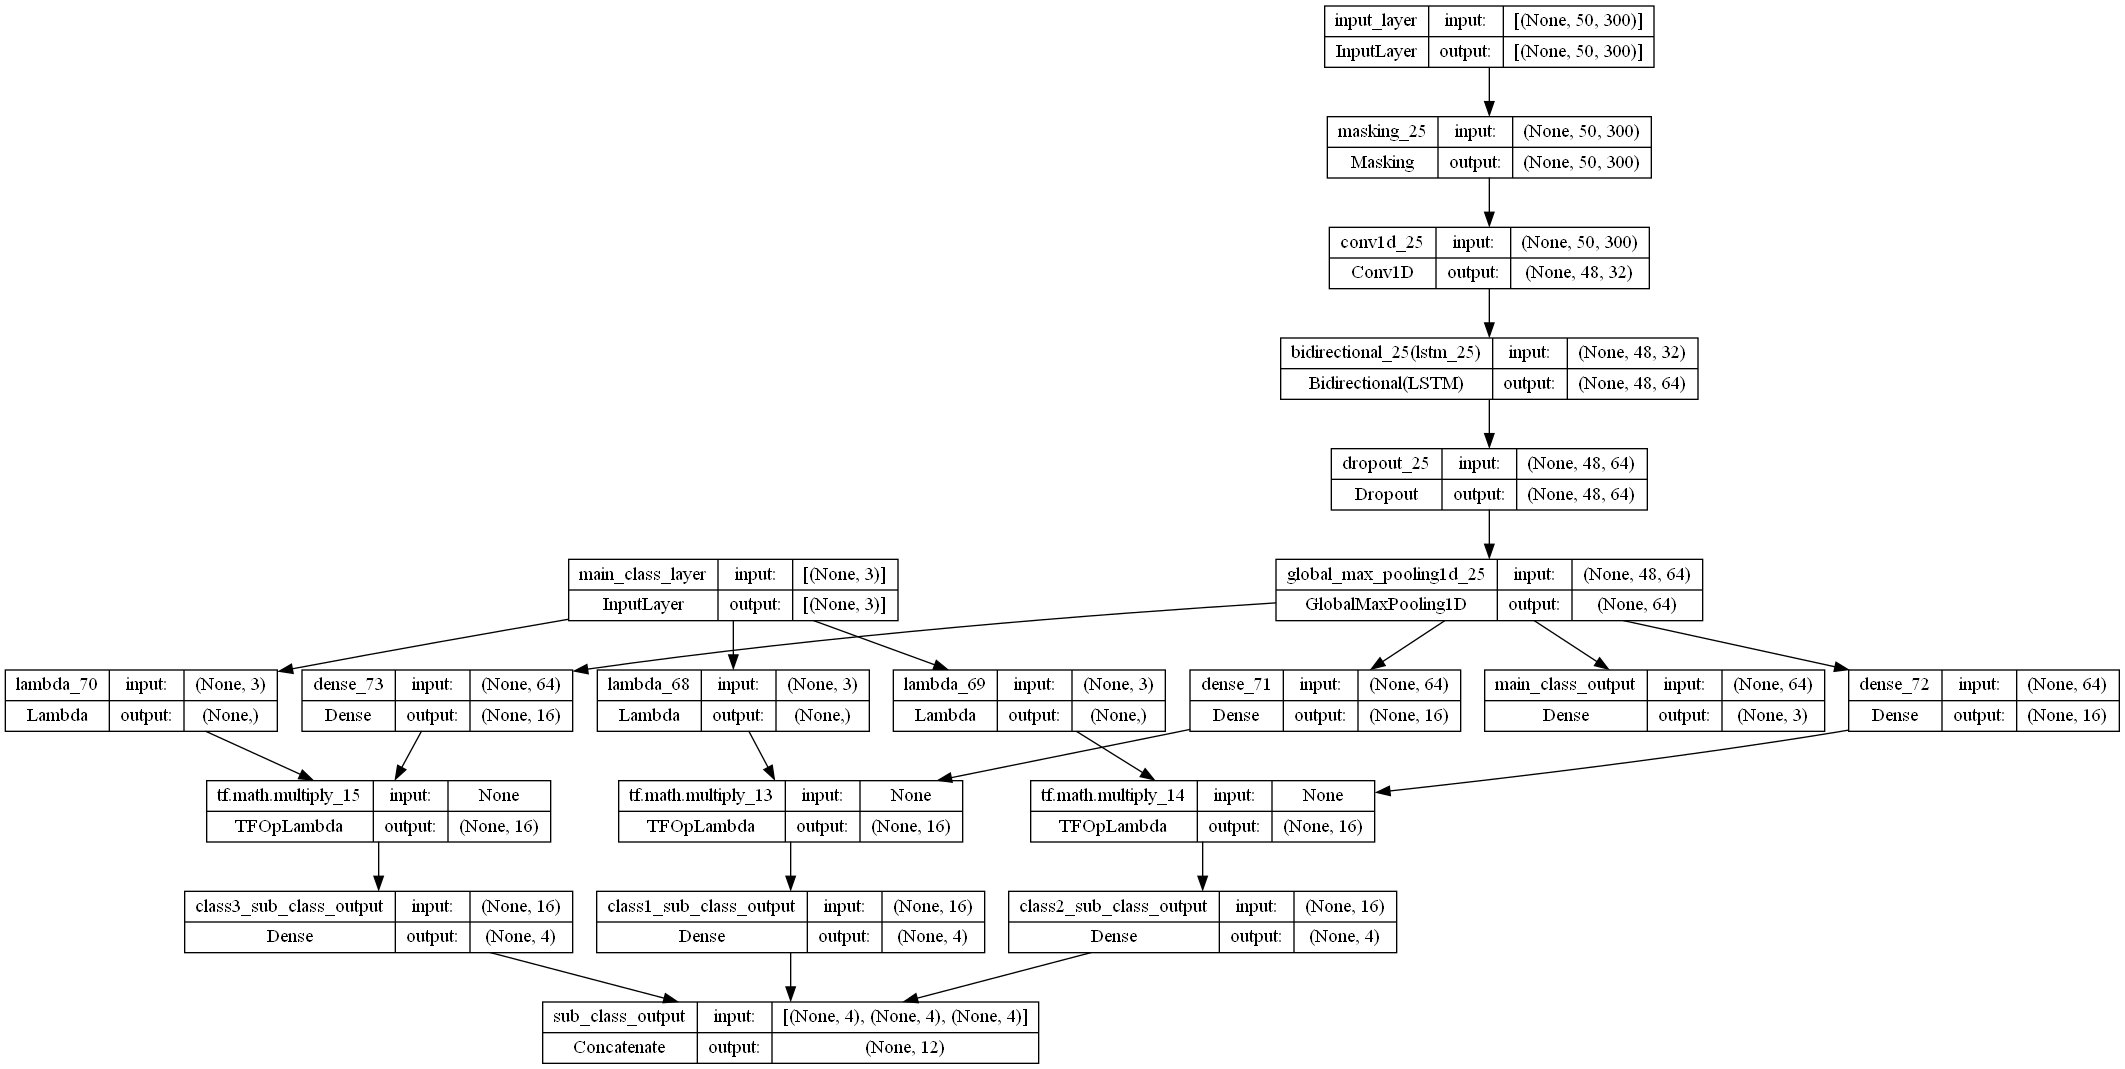 input_layer input: [(None, 50, 300)]
InputLayer output: [(None, 50, 300)]
masking_25 input: (None, 50, 300)
Masking output: (None, 50, 300)
conv1d_25 input: (None, 50, 300)
Conv1D output: (None, 48, 32)
bidirectional_25(lstm_25) input: (None, 48, 32)
Bidirectional(LSTM) output: (None, 48, 64)
dropout_25 input: (None, 48, 64)
Dropout output: (None, 48, 64)
main_class_layer input: [(None, 3)]
InputLayer output: [(None, 3)]
global_max_pooling1d_25 input: (None, 48, 64)
GlobalMaxPooling1D output: (None, 64)
lambda_70 input: (None, 3)
Lambda output: (None,)
dense_73 input: (None, 64)
Dense output: (None, 16)
lambda_68 input: (None, 3)
Lambda output: (None,)
lambda_69 input: (None, 3)
Lambda output: (None,)
dense_71 input: (None, 64)
Dense output: (None, 16)
main_class_output input: (None, 64)
Dense output: (None, 3)
dense_72 input: (None, 64)
Dense output: (None, 16)
tf.math.multiply_15 input: None
TFOpLambda output: (None, 16)
tf.math.multiply_13 input: None
TFOpLambda output: (None, 16)
tf.math.multiply_14 input: None
TFOpLambda output: (None, 16)
class3_sub_class_output input: (None, 16)
Dense output: (None, 4)
class1_sub_class_output input: (None, 16)
Dense output: (None, 4)
class2_sub_class_output input: (None, 16)
Dense output: (None, 4)
sub_class_output input: [(None, 4), (None, 4), (None, 4)]
Concatenate output: (None, 12)